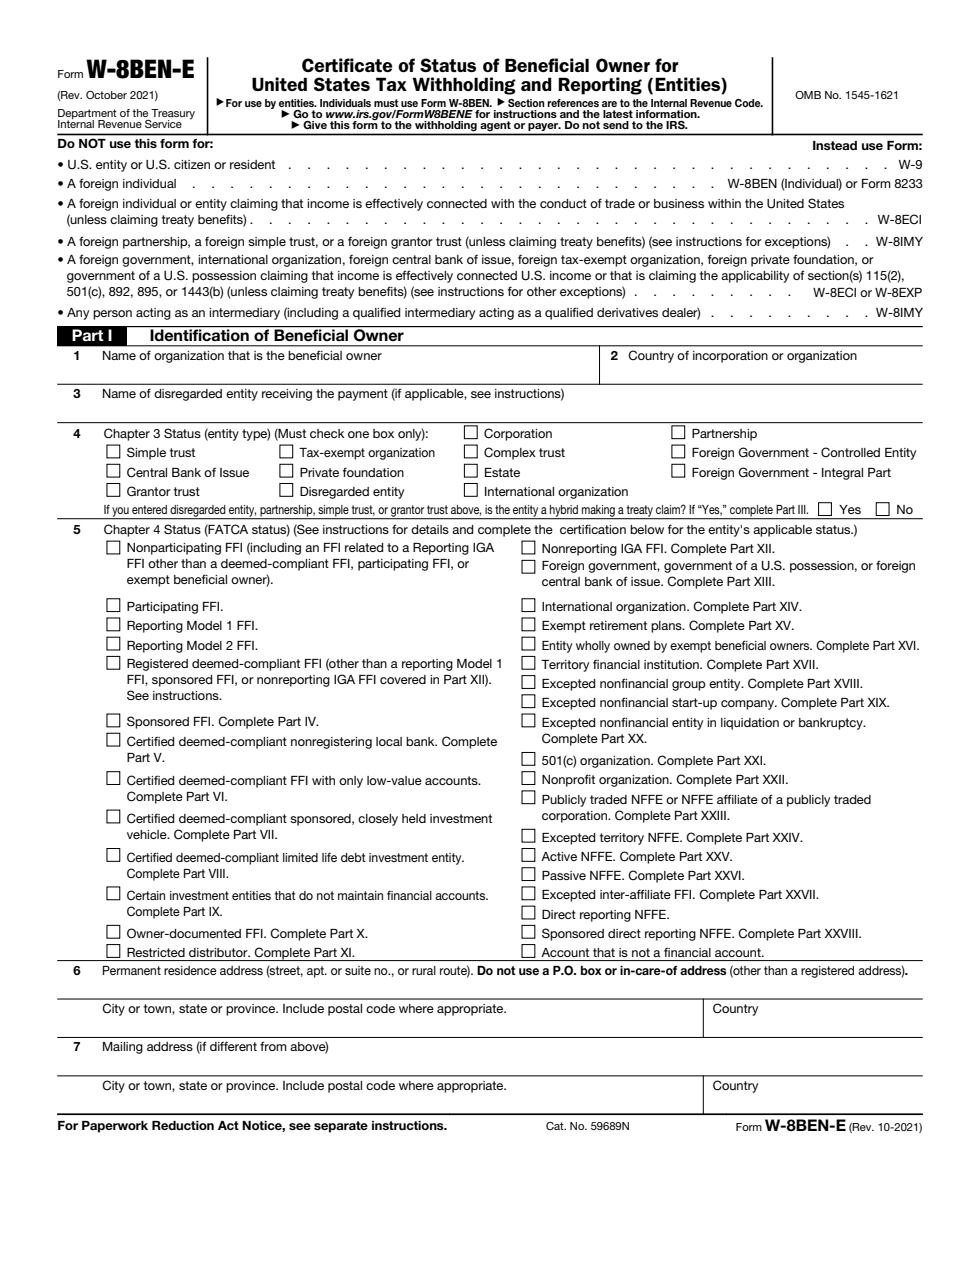 Form W-8BEN-E
(Rev. October 2021)
Department of the Treasury
Internal Revenue Service
Certificate of Status of Beneficial Owner for
United States Tax Withholding and Reporting (Entities)
▶ For use by entities. Individuals must use Form W-8BEN. ▶ Section references are to the Internal Revenue Code.
▶ Go to www.irs.gov/FormW8BENE for instructions and the latest information.
▶ Give this form to the withholding agent or payer. Do not send to the IRS.
OMB No. 1545-1621
Do NOT use this form for: Instead use Form:
• U.S. entity or U.S. citizen or resident . . . . . . . . . . . . . . . . . . . . . . . . . . . . . . . . W-9
• A foreign individual . . . . . . . . . . . . . . . . . . . . . . . . . . . . W-8BEN (Individual) or Form 8233
• A foreign individual or entity claiming that income is effectively connected with the conduct of trade or business within the United States
(unless claiming treaty benefits) . . . . . . . . . . . . . . . . . . . . . . . . . . . . . . . . . W-8ECI
• A foreign partnership, a foreign simple trust, or a foreign grantor trust (unless claiming treaty benefits) (see instructions for exceptions) . . W-8IMY
• A foreign government, international organization, foreign central bank of issue, foreign tax-exempt organization, foreign private foundation, or
government of a U.S. possession claiming that income is effectively connected U.S. income or that is claiming the applicability of section(s) 115(2),
501(c), 892, 895, or 1443(b) (unless claiming treaty benefits) (see instructions for other exceptions) . . . . . . . . . W-8ECI or W-8EXP
• Any person acting as an intermediary (including a qualified intermediary acting as a qualified derivatives dealer) . . . . . . . . . W-8IMY
Part I Identification of Beneficial Owner
1 Name of organization that is the beneficial owner
2 Country of incorporation or organization
3 Name of disregarded entity receiving the payment (if applicable, see instructions)
4 Chapter 3 Status (entity type) (Must check one box only): Corporation Partnership
Simple trust Tax-exempt organization Complex trust Foreign Government - Controlled Entity
Central Bank of Issue Private foundation Estate Foreign Government - Integral Part
Grantor trust Disregarded entity International organization
If you entered disregarded entity, partnership, simple trust, or grantor trust above, is the entity a hybrid making a treaty claim? If “Yes,” complete Part III. Yes No
5 Chapter 4 Status (FATCA status) (See instructions for details and complete the certification below for the entity's applicable status.)
Nonparticipating FFI (including an FFI related to a Reporting IGA
FFI other than a deemed-compliant FFI, participating FFI, or
exempt beneficial owner).
Participating FFI.
Reporting Model 1 FFI.
Reporting Model 2 FFI.
Registered deemed-compliant FFI (other than a reporting Model 1
FFI, sponsored FFI, or nonreporting IGA FFI covered in Part XII).
See instructions.
Sponsored FFI. Complete Part IV.
Certified deemed-compliant nonregistering local bank. Complete
Part V.
Certified deemed-compliant FFI with only low-value accounts.
Complete Part VI.
Certified deemed-compliant sponsored, closely held investment
vehicle. Complete Part VII.
Certified deemed-compliant limited life debt investment entity.
Complete Part VIII.
Certain investment entities that do not maintain financial accounts.
Complete Part IX.
Owner-documented FFI. Complete Part X.
Restricted distributor. Complete Part XI.
Nonreporting IGA FFI. Complete Part XII.
Foreign government, government of a U.S. possession, or foreign
central bank of issue. Complete Part XIII.
International organization. Complete Part XIV.
Exempt retirement plans. Complete Part XV.
Entity wholly owned by exempt beneficial owners. Complete Part XVI.
Territory financial institution. Complete Part XVII.
Excepted nonfinancial group entity. Complete Part XVIII.
Excepted nonfinancial start-up company. Complete Part XIX.
Excepted nonfinancial entity in liquidation or bankruptcy.
Complete Part XX.
501(c) organization. Complete Part XXI.
Nonprofit organization. Complete Part XXII.
Publicly traded NFFE or NFFE affiliate of a publicly traded
corporation. Complete Part XXIII.
Excepted territory NFFE. Complete Part XXIV.
Active NFFE. Complete Part XXV.
Passive NFFE. Complete Part XXVI.
Excepted inter-affiliate FFI. Complete Part XXVII.
Direct reporting NFFE.
Sponsored direct reporting NFFE. Complete Part XXVIII.
Account that is not a financial account.
6 Permanent residence address (street, apt. or suite no., or rural route). Do not use a P.O. box or in-care-of address (other than a registered address).
City or town, state or province. Include postal code where appropriate. Country
7 Mailing address (if different from above)
City or town, state or province. Include postal code where appropriate. Country
For Paperwork Reduction Act Notice, see separate instructions. Cat. No. 59689N Form W-8BEN-E (Rev. 10-2021)